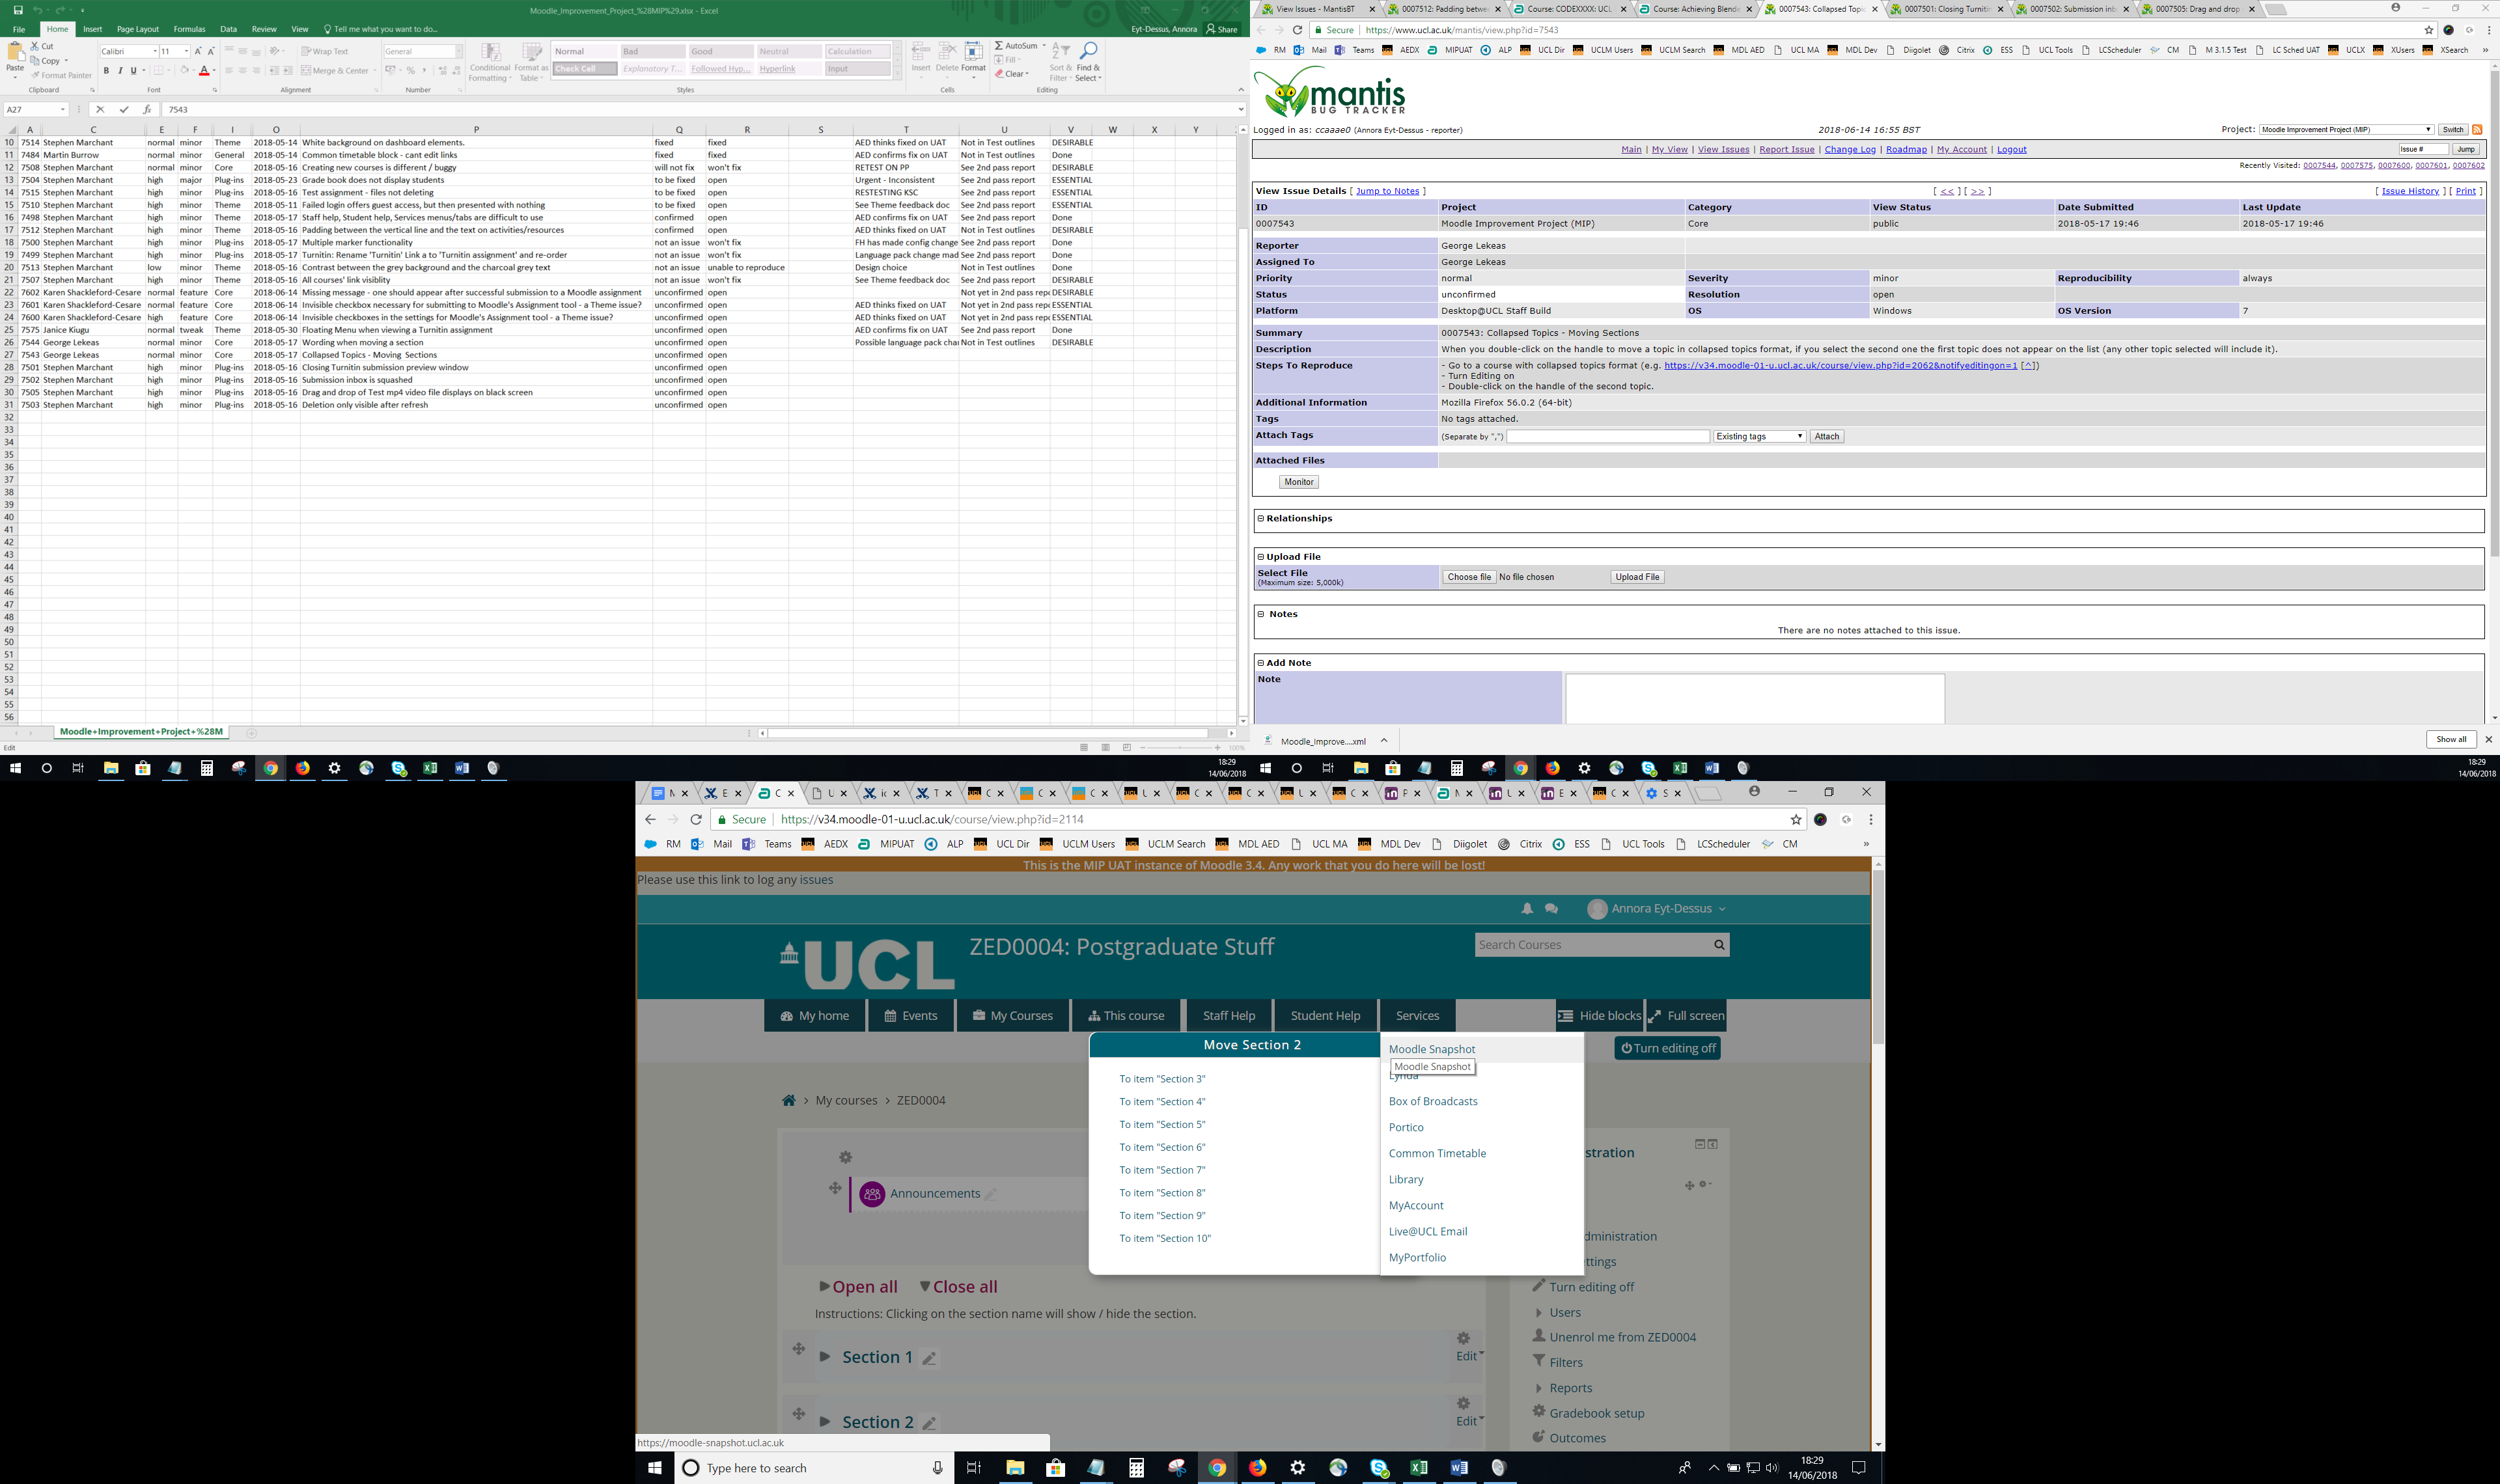 Moodle_Improvement_Project_%28MIP%29.xlsx - Excel
File Home Insert Page Layout Formulas Data Review View Tell me what you want to do... Eyt-Dessus, Annora Share
Paste Cut Copy Format Painter Clipboard
Calibri 11 Font
Wrap Text Merge & Center Alignment
General Number
Conditional Formatting Format as Table
Normal Bad Good Neutral Calculation
Check Cell Explanatory T... Followed Hyp... Hyperlink Input
Styles
Insert Delete Format Cells
AutoSum Fill Clear Sort & Filter Find & Select Editing
A27 7543
A C E F I O P Q R S T U V W X Y
10 7514 Stephen Marchant normal minor Theme 2018-05-14 White background on dashboard elements. fixed fixed AED thinks fixed on UAT Not in Test outlines DESIRABLE
11 7484 Martin Burrow normal minor General 2018-05-14 Common timetable block - cant edit links fixed fixed AED confirms fix on UAT Not in Test outlines Done
12 7508 Stephen Marchant normal minor Core 2018-05-16 Creating new courses is different / buggy will not fix won't fix RETEST ON PP See 2nd pass report DESIRABLE
13 7504 Stephen Marchant high major Plug-ins 2018-05-23 Grade book does not display students to be fixed open Urgent - Inconsistent See 2nd pass report ESSENTIAL
14 7515 Stephen Marchant high minor Plug-ins 2018-05-16 Test assignment - files not deleting to be fixed open RESTESTING KSC See 2nd pass report ESSENTIAL
15 7510 Stephen Marchant high minor Theme 2018-05-11 Failed login offers guest access, but then presented with nothing to be fixed open See Theme feedback doc See 2nd pass report ESSENTIAL
16 7498 Stephen Marchant high minor Theme 2018-05-17 Staff help, Student help, Services menus/tabs are difficult to use confirmed open AED confirms fix on UAT See 2nd pass report Done
17 7512 Stephen Marchant high minor Theme 2018-05-16 Padding between the vertical line and the text on activities/resources confirmed open AED thinks fixed on UAT Not in Test outlines DESIRABLE
18 7500 Stephen Marchant high minor Plug-ins 2018-05-17 Multiple marker functionality not an issue won't fix FH has made config change See 2nd pass report Done
19 7499 Stephen Marchant high minor Plug-ins 2018-05-17 Turnitin: Rename 'Turnitin' Link a to 'Turnitin assignment' and re-order not an issue won't fix Language pack change mad See 2nd pass report Done
20 7513 Stephen Marchant low minor Theme 2018-05-16 Contrast between the grey background and the charcoal grey text not an issue unable to reproduce Design choice Not in Test outlines Done
21 7507 Stephen Marchant high minor Theme 2018-05-16 All courses' link visiblity not an issue won't fix See Theme feedback doc See 2nd pass report DESIRABLE
22 7602 Karen Shackleford-Cesare normal feature Core 2018-06-14 Missing message - one should appear after successful submission to a Moodle assignment unconfirmed open Not yet in 2nd pass repo DESIRABLE
23 7601 Karen Shackleford-Cesare high feature Core 2018-06-14 Invisible checkbox necessary for submitting to Moodle's Assignment tool - a Theme issue? unconfirmed open AED thinks fixed on UAT Not yet in 2nd pass repo ESSENTIAL
24 7600 Karen Shackleford-Cesare high feature Core 2018-06-14 Invisible checkboxes in the settings for Moodle's Assignment tool - a Theme issue? unconfirmed open AED thinks fixed on UAT Not yet in 2nd pass repo ESSENTIAL
25 7575 Janice Kiugu normal tweak Theme 2018-05-30 Floating Menu when viewing a Turnitin assignment unconfirmed open AED confirms fix on UAT See 2nd pass report Done
26 7544 George Lekeas normal minor Core 2018-05-17 Wording when moving a section unconfirmed open Possible language pack chan Not in Test outlines DESIRABLE
27 7543 George Lekeas normal minor Core 2018-05-17 Collapsed Topics - Moving Sections unconfirmed open
28 7501 Stephen Marchant high minor Plug-ins 2018-05-16 Closing Turnitin submission preview window unconfirmed open
29 7502 Stephen Marchant high minor Plug-ins 2018-05-16 Submission inbox is squashed unconfirmed open
30 7505 Stephen Marchant high minor Plug-ins 2018-05-16 Drag and drop of Test mp4 video file displays on black screen unconfirmed open
31 7503 Stephen Marchant high minor Plug-ins 2018-05-16 Deletion only visible after refresh unconfirmed open
32
33
34
35
36
37
38
39
40
41
42
43
44
45
46
47
48
49
50
51
52
53
54
55
56
Moodle+Improvement+Project+%28M
Edit 100%
18:29
14/06/2018
View Issues - MantisBT 0007512: Padding betwe Course: CODEXXXX: UCL Course: Achieving Blende 0007543: Collapsed Topic 0007501: Closing Turnitin 0007502: Submission inb 0007505: Drag and drop
Secure https://www.ucl.ac.uk/mantis/view.php?id=7543
RM Mail Teams AEDX MIPUAT ALP UCL Dir UCLM Users UCLM Search MDL AED UCL MA MDL Dev Diigolet Citrix ESS UCL Tools LCScheduler CM M 3.1.5 Test LC Sched UAT UCLX XUsers XSearch »
mantis
BUG TRACKER
Logged in as: ccaaae0 (Annora Eyt-Dessus - reporter) 2018-06-14 16:55 BST Project: Moodle Improvement Project (MIP) Switch
Main | My View | View Issues | Report Issue | Change Log | Roadmap | My Account | Logout Issue # Jump
Recently Visited: 0007544, 0007575, 0007600, 0007601, 0007602
View Issue Details [ Jump to Notes ] [ << ] [ >> ] [ Issue History ] [ Print ]
ID Project Category View Status Date Submitted Last Update
0007543 Moodle Improvement Project (MIP) Core public 2018-05-17 19:46 2018-05-17 19:46
Reporter George Lekeas
Assigned To George Lekeas
Priority normal Severity minor Reproducibility always
Status unconfirmed Resolution open
Platform Desktop@UCL Staff Build OS Windows OS Version 7
Summary 0007543: Collapsed Topics - Moving Sections
Description When you double-click on the handle to move a topic in collapsed topics format, if you select the second one the first topic does not appear on the list (any other topic selected will include it).
Steps To Reproduce - Go to a course with collapsed topics format (e.g. https://v34.moodle-01-u.ucl.ac.uk/course/view.php?id=2062&notifyeditingon=1 [^])
- Turn Editing on
- Double-click on the handle of the second topic.
Additional Information Mozilla Firefox 56.0.2 (64-bit)
Tags No tags attached.
Attach Tags (Separate by ",") Existing tags Attach
Attached Files
Monitor
Relationships
Upload File
Select File
(Maximum size: 5,000k) Choose file No file chosen Upload File
Notes
There are no notes attached to this issue.
Add Note
Note
Moodle_Improve....xml Show all
18:29
14/06/2018
Secure https://v34.moodle-01-u.ucl.ac.uk/course/view.php?id=2114
RM Mail Teams AEDX MIPUAT ALP UCL Dir UCLM Users UCLM Search MDL AED UCL MA MDL Dev Diigolet Citrix ESS UCL Tools LCScheduler CM »
This is the MIP UAT instance of Moodle 3.4. Any work that you do here will be lost!
Please use this link to log any issues
Annora Eyt-Dessus
UCL ZED0004: Postgraduate Stuff Search Courses
My home Events My Courses This course Staff Help Student Help Services Hide blocks Full screen
Turn editing off
Move Section 2
To item "Section 3"
To item "Section 4"
To item "Section 5"
To item "Section 6"
To item "Section 7"
To item "Section 8"
To item "Section 9"
To item "Section 10"
Moodle Snapshot
Moodle Snapshot
Lynda
Box of Broadcasts
Portico
Common Timetable
Library
MyAccount
Live@UCL Email
MyPortfolio
My courses > ZED0004
Announcements
Open all Close all
Instructions: Clicking on the section name will show / hide the section.
Section 1 Edit
Section 2 Edit
stration
dministration
ttings
Turn editing off
Users
Unenrol me from ZED0004
Filters
Reports
Gradebook setup
Outcomes
https://moodle-snapshot.ucl.ac.uk
Type here to search
18:29
14/06/2018